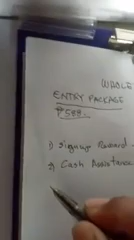 WHOLE
ENTRY PACKAGE
₱588.
1) Signup Reward -
2) Cash Assistance